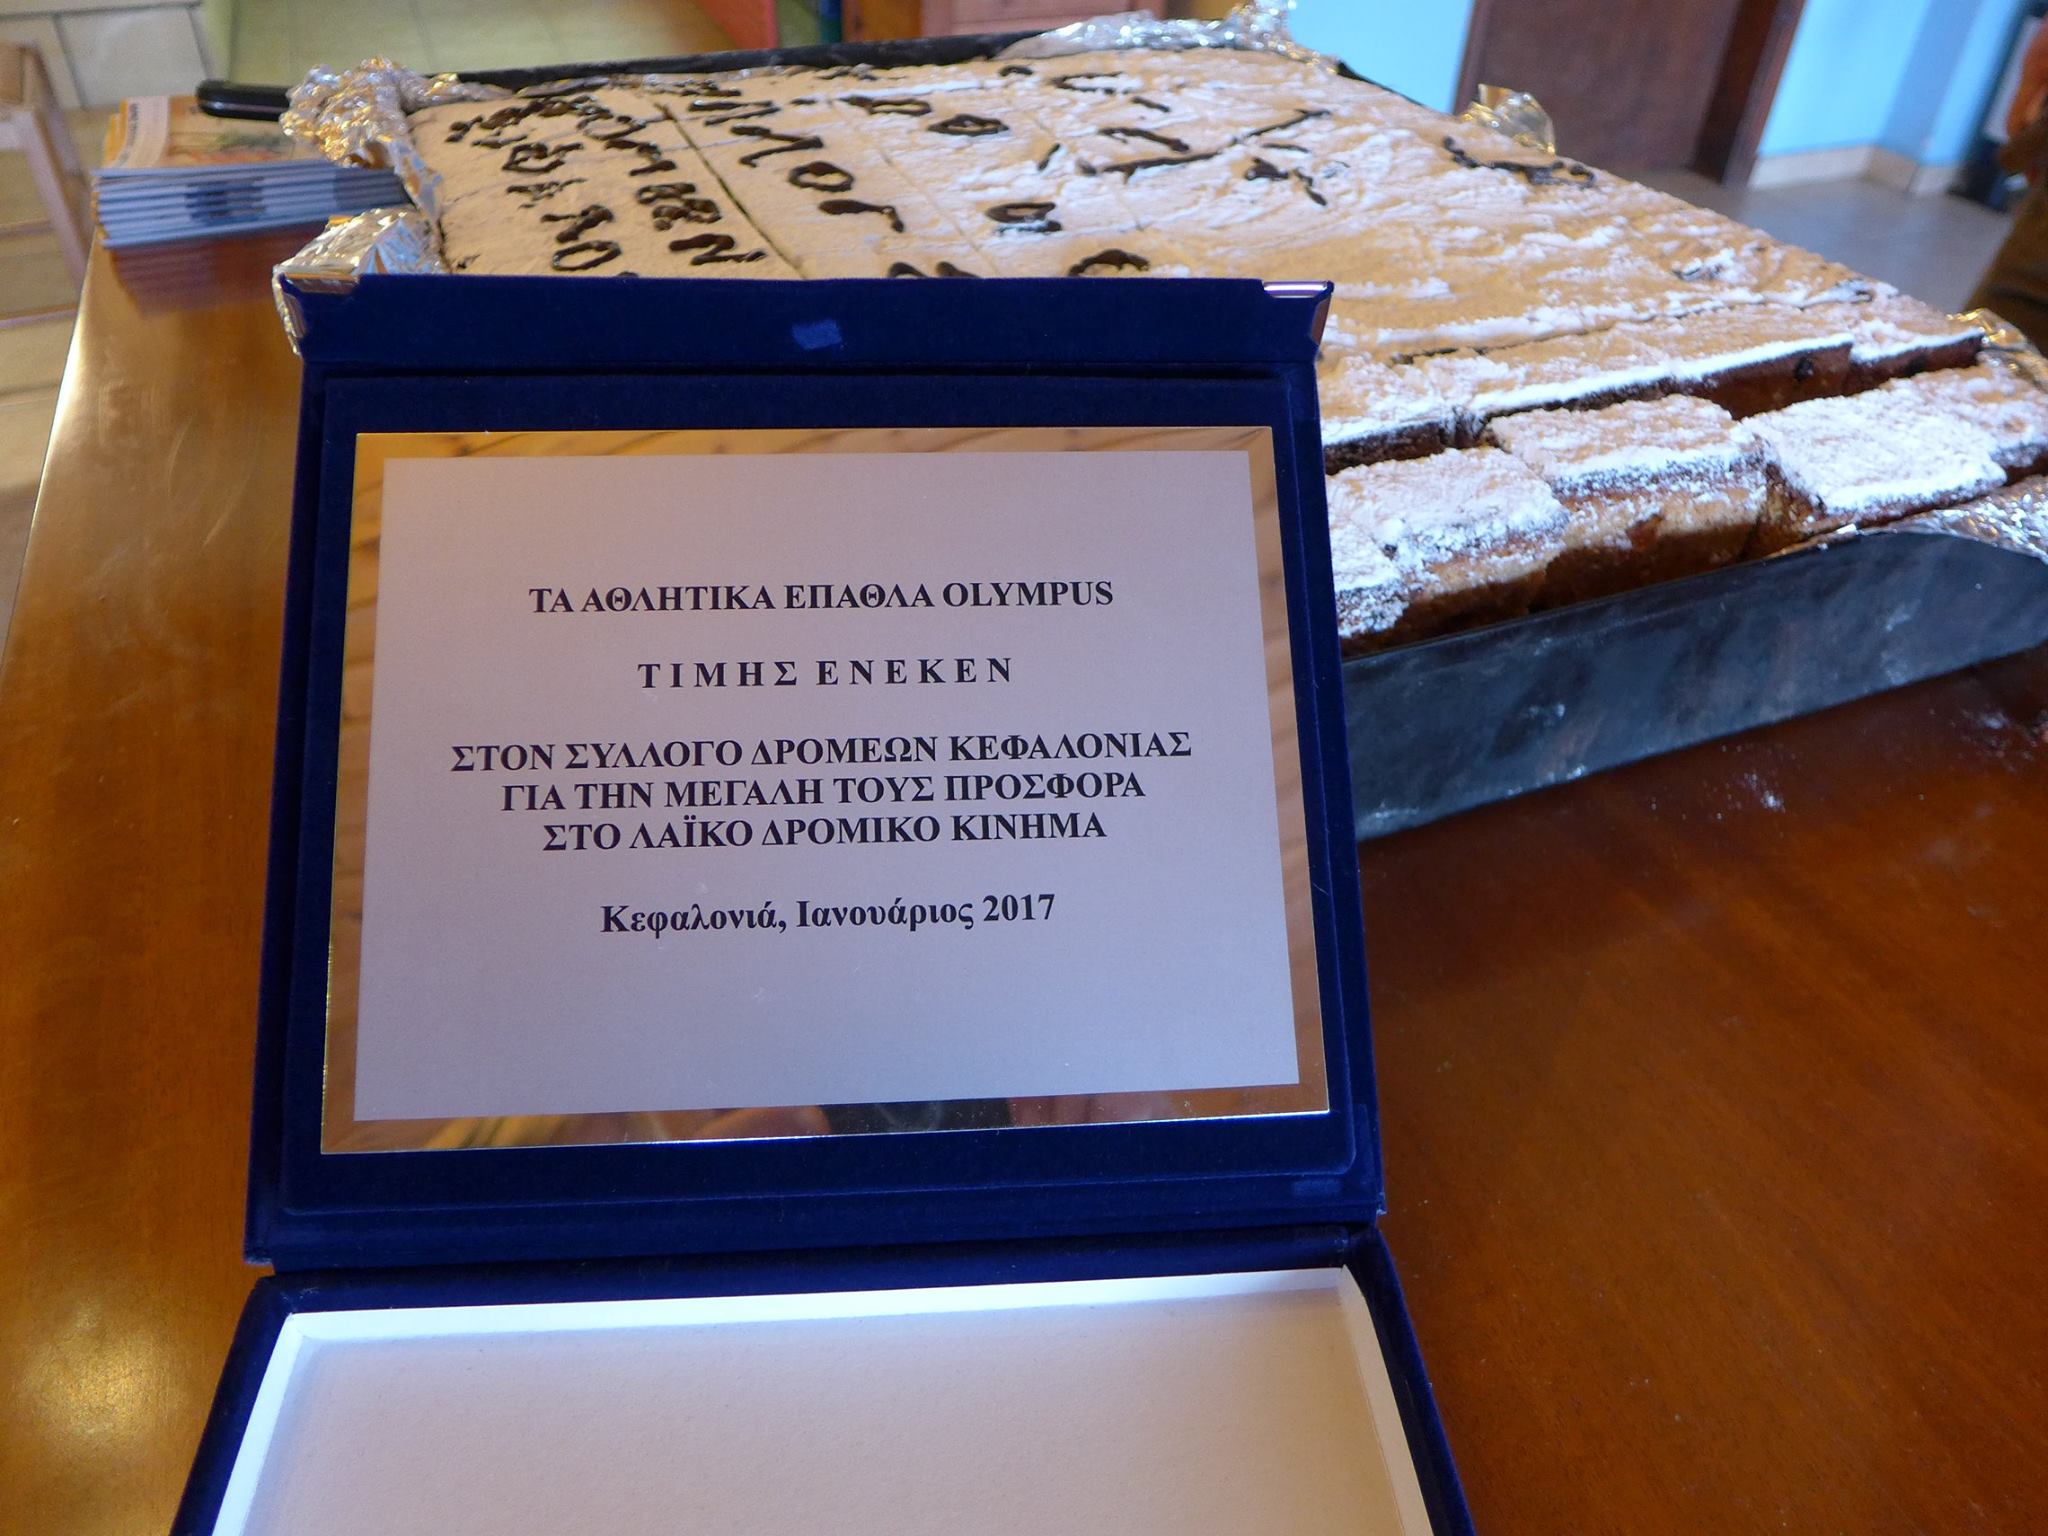 ΤΑ ΑΘΛΗΤΙΚΑ ΕΠΑΘΛΑ OLYMPUS
ΤΙΜΗΣ ΕΝΕΚΕΝ
ΣΤΟΝ ΣΥΛΛΟΓΟ ΔΡΟΜΕΩΝ ΚΕΦΑΛΟΝΙΑΣ
ΓΙΑ ΤΗΝ ΜΕΓΑΛΗ ΤΟΥΣ ΠΡΟΣΦΟΡΑ
ΣΤΟ ΛΑΪΚΟ ΔΡΟΜΙΚΟ ΚΙΝΗΜΑ
Κεφαλονιά, Ιανουάριος 2017